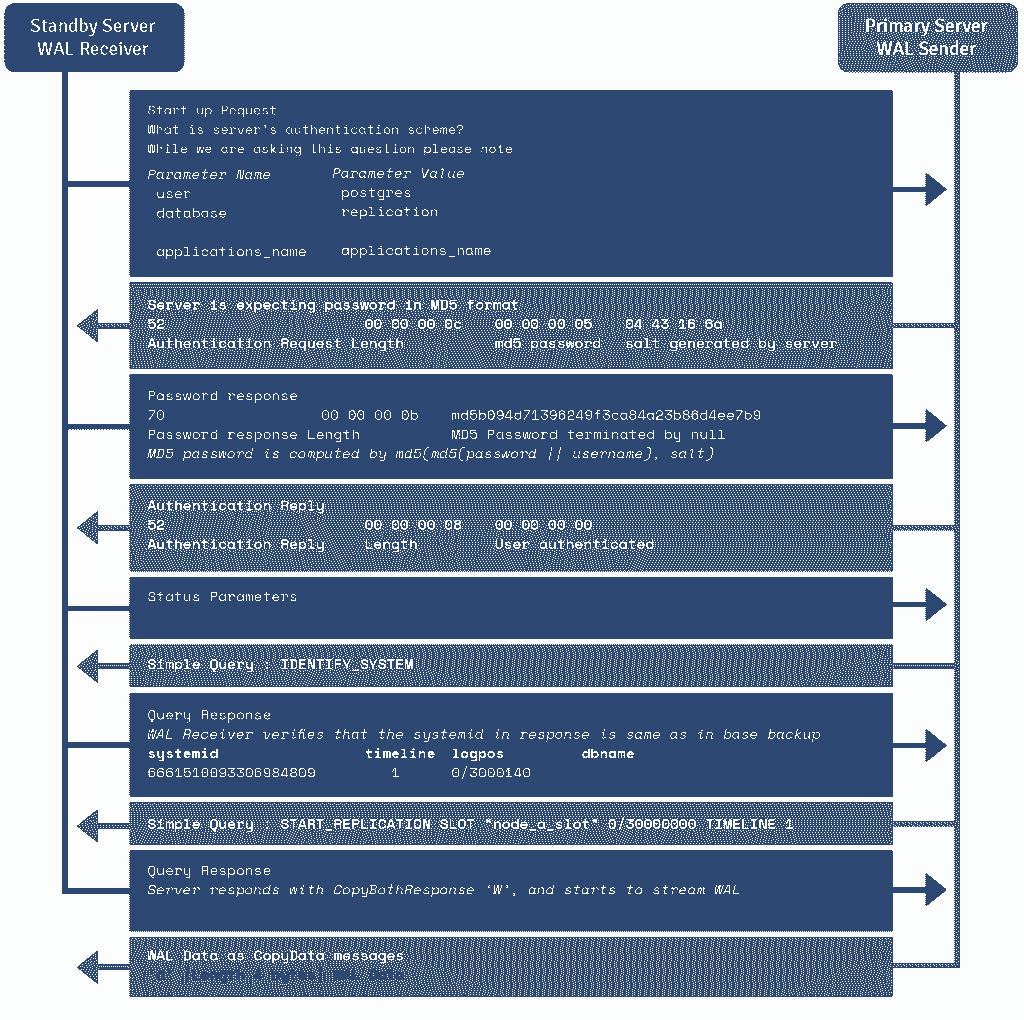 Standby Server
WAL Receiver
Primary Server
WAL Sender
Start up Request
What is server's authentication scheme?
While we are asking this question please note
Parameter Name Parameter Value
user postgres
database replication
applications_name applications_name
Server is expecting password in MD5 format
52 00 00 00 0c 00 00 00 05 04 43 16 6a
Authentication Request Length md5 password salt generated by server
Password response
70 00 00 00 0b md5b094d71396249f3ca84a23b86d4ee7b9
Password response Length MD5 Password terminated by null
MD5 password is computed by md5(md5(password || username), salt)
Authentication Reply
52 00 00 00 08 00 00 00 00
Authentication Reply Length User authenticated
Status Parameters
Simple Query : IDENTIFY_SYSTEM
Query Response
WAL Receiver verifies that the systemid in response is same as in base backup
systemid timeline logpos dbname
6661510093306984809 1 0/3000140
Simple Query : START_REPLICATION SLOT "node_a_slot" 0/30000000 TIMELINE 1
Query Response
Server responds with CopyBothResponse 'W', and starts to stream WAL
WAL Data as CopyData messages